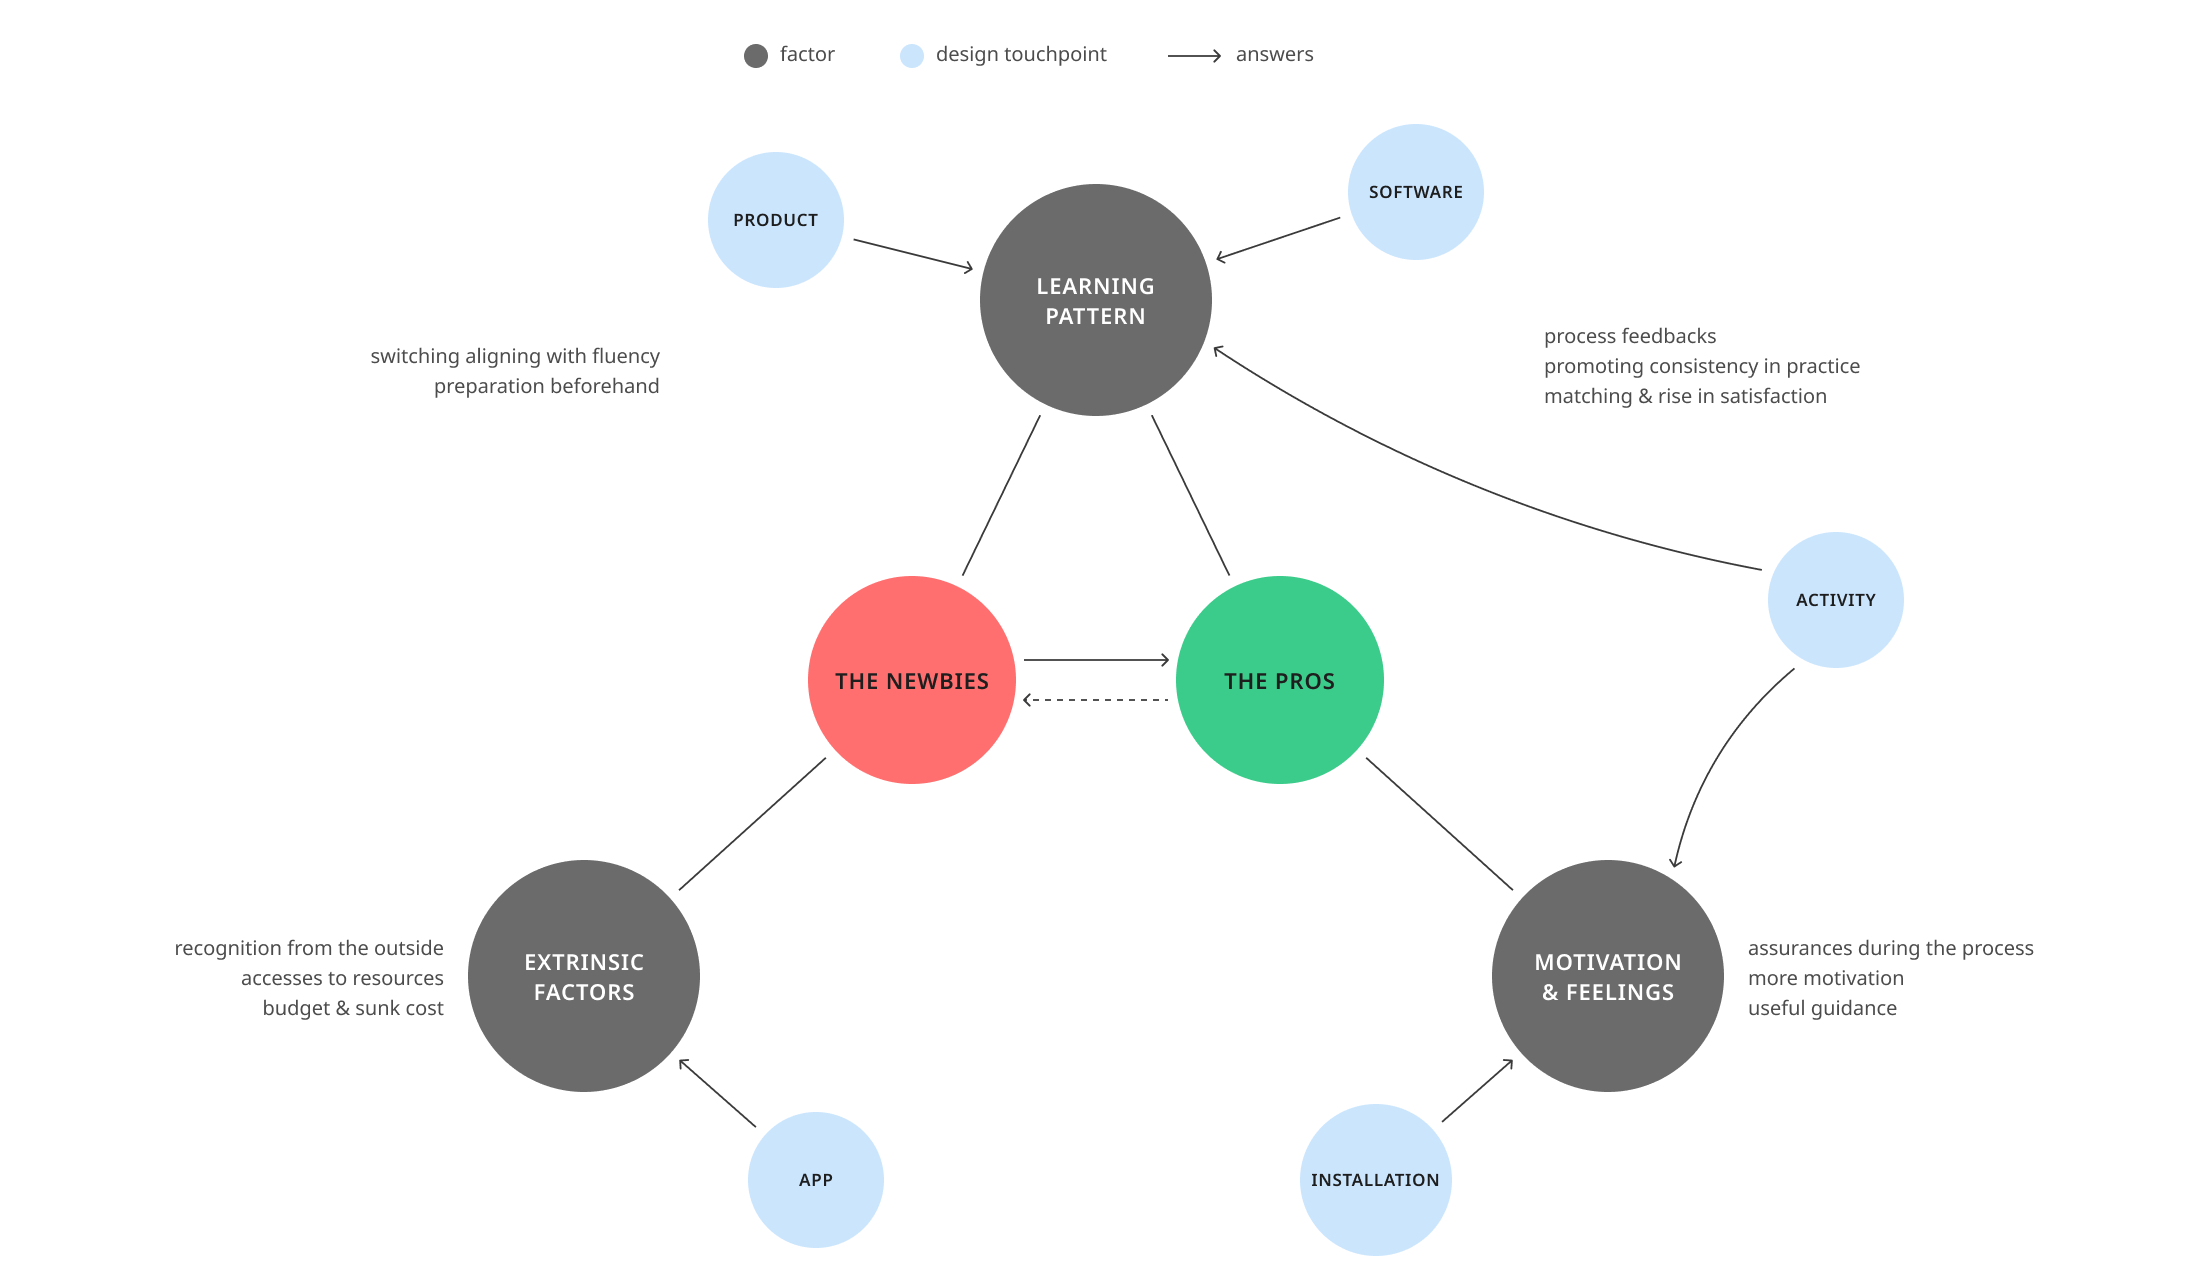 factor
design touchpoint
answers
PRODUCT
SOFTWARE
LEARNING
PATTERN
switching aligning with fluency
preparation beforehand
process feedbacks
promoting consistency in practice
matching & rise in satisfaction
ACTIVITY
THE NEWBIES
THE PROS
EXTRINSIC
FACTORS
recognition from the outside
accesses to resources
budget & sunk cost
MOTIVATION
& FEELINGS
assurances during the process
more motivation
useful guidance
APP
INSTALLATION